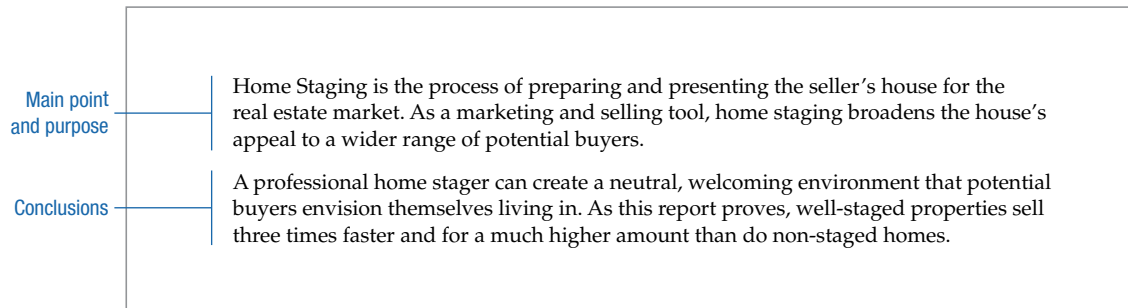 Main point
and purpose
Home Staging is the process of preparing and presenting the seller’s house for the
real estate market. As a marketing and selling tool, home staging broadens the house’s
appeal to a wider range of potential buyers.
Conclusions
A professional home stager can create a neutral, welcoming environment that potential
buyers envision themselves living in. As this report proves, well-staged properties sell
three times faster and for a much higher amount than do non-staged homes.